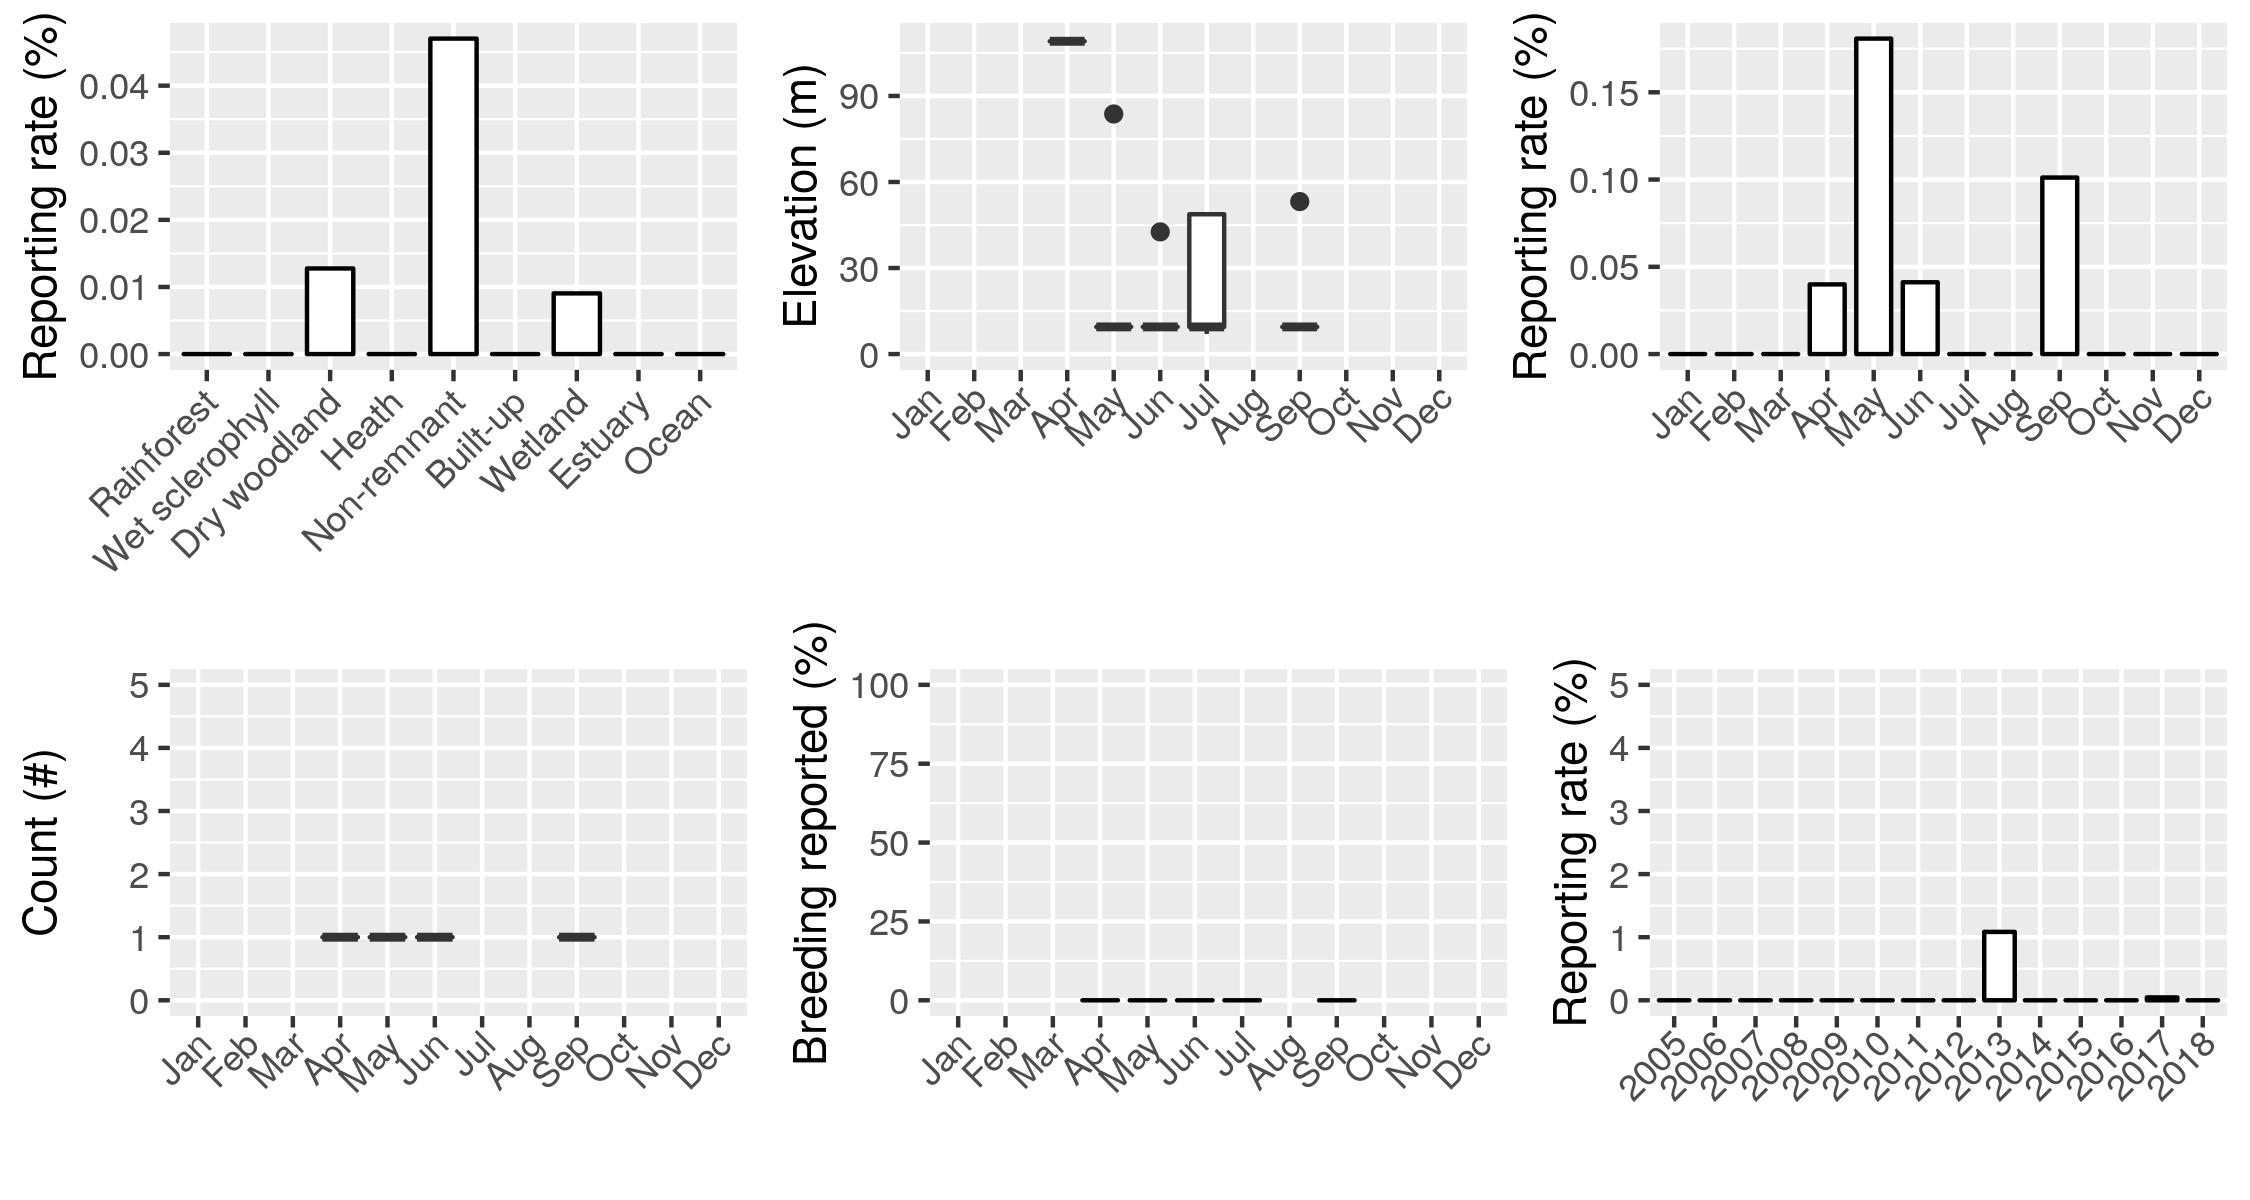 Reporting rate (%)
0.04
0.03
0.02
0.01
0.00
Rainforest
Wet sclerophyll
Dry woodland
Heath
Non-remnant
Built-up
Wetland
Estuary
Ocean
Elevation (m)
90
60
30
0
Jan
Feb
Mar
Apr
May
Jun
Jul
Aug
Sep
Oct
Nov
Dec
Reporting rate (%)
0.15
0.10
0.05
0.00
Jan
Feb
Mar
Apr
May
Jun
Jul
Aug
Sep
Oct
Nov
Dec
Count (#)
5
4
3
2
1
0
Jan
Feb
Mar
Apr
May
Jun
Jul
Aug
Sep
Oct
Nov
Dec
Breeding reported (%)
100
75
50
25
0
Jan
Feb
Mar
Apr
May
Jun
Jul
Aug
Sep
Oct
Nov
Dec
Reporting rate (%)
5
4
3
2
1
0
2005
2006
2007
2008
2009
2010
2011
2012
2013
2014
2015
2016
2017
2018